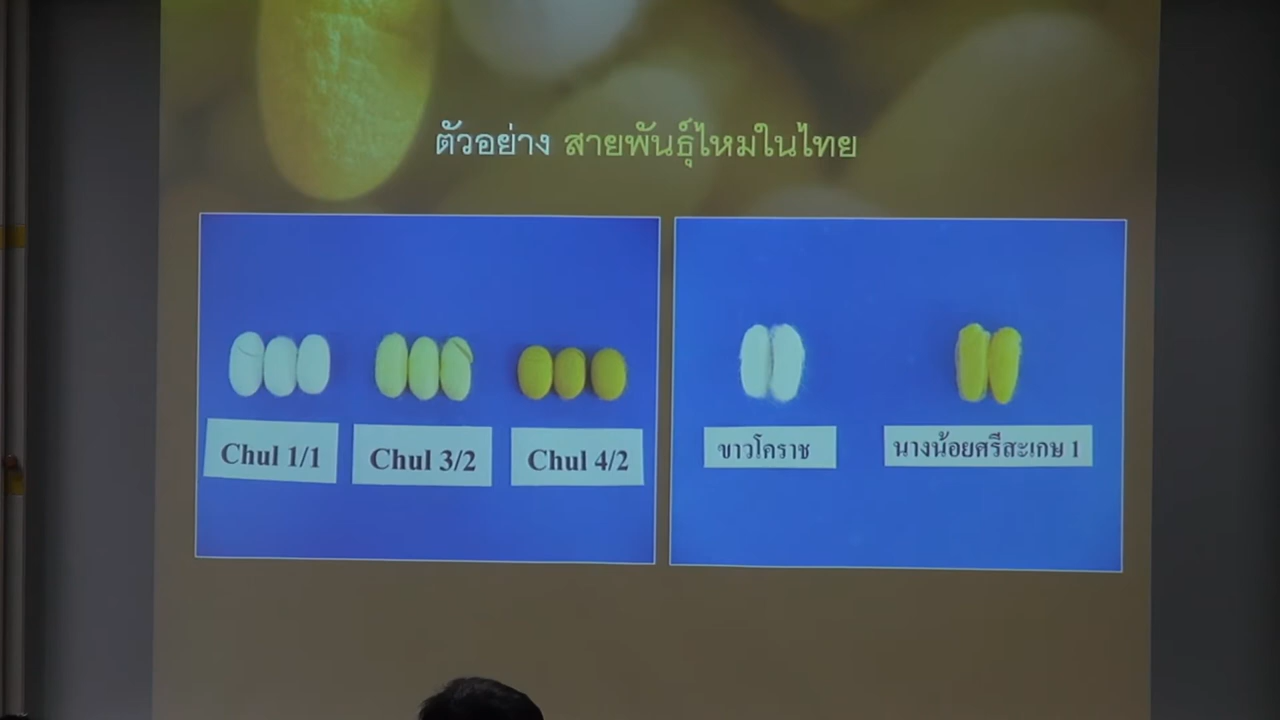 ตัวอย่าง สายพันธุ์ไหมในไทย
Chul 1/1
Chul 3/2
Chul 4/2
ขาวโคราช
นางน้อยศรีสะเกษ 1